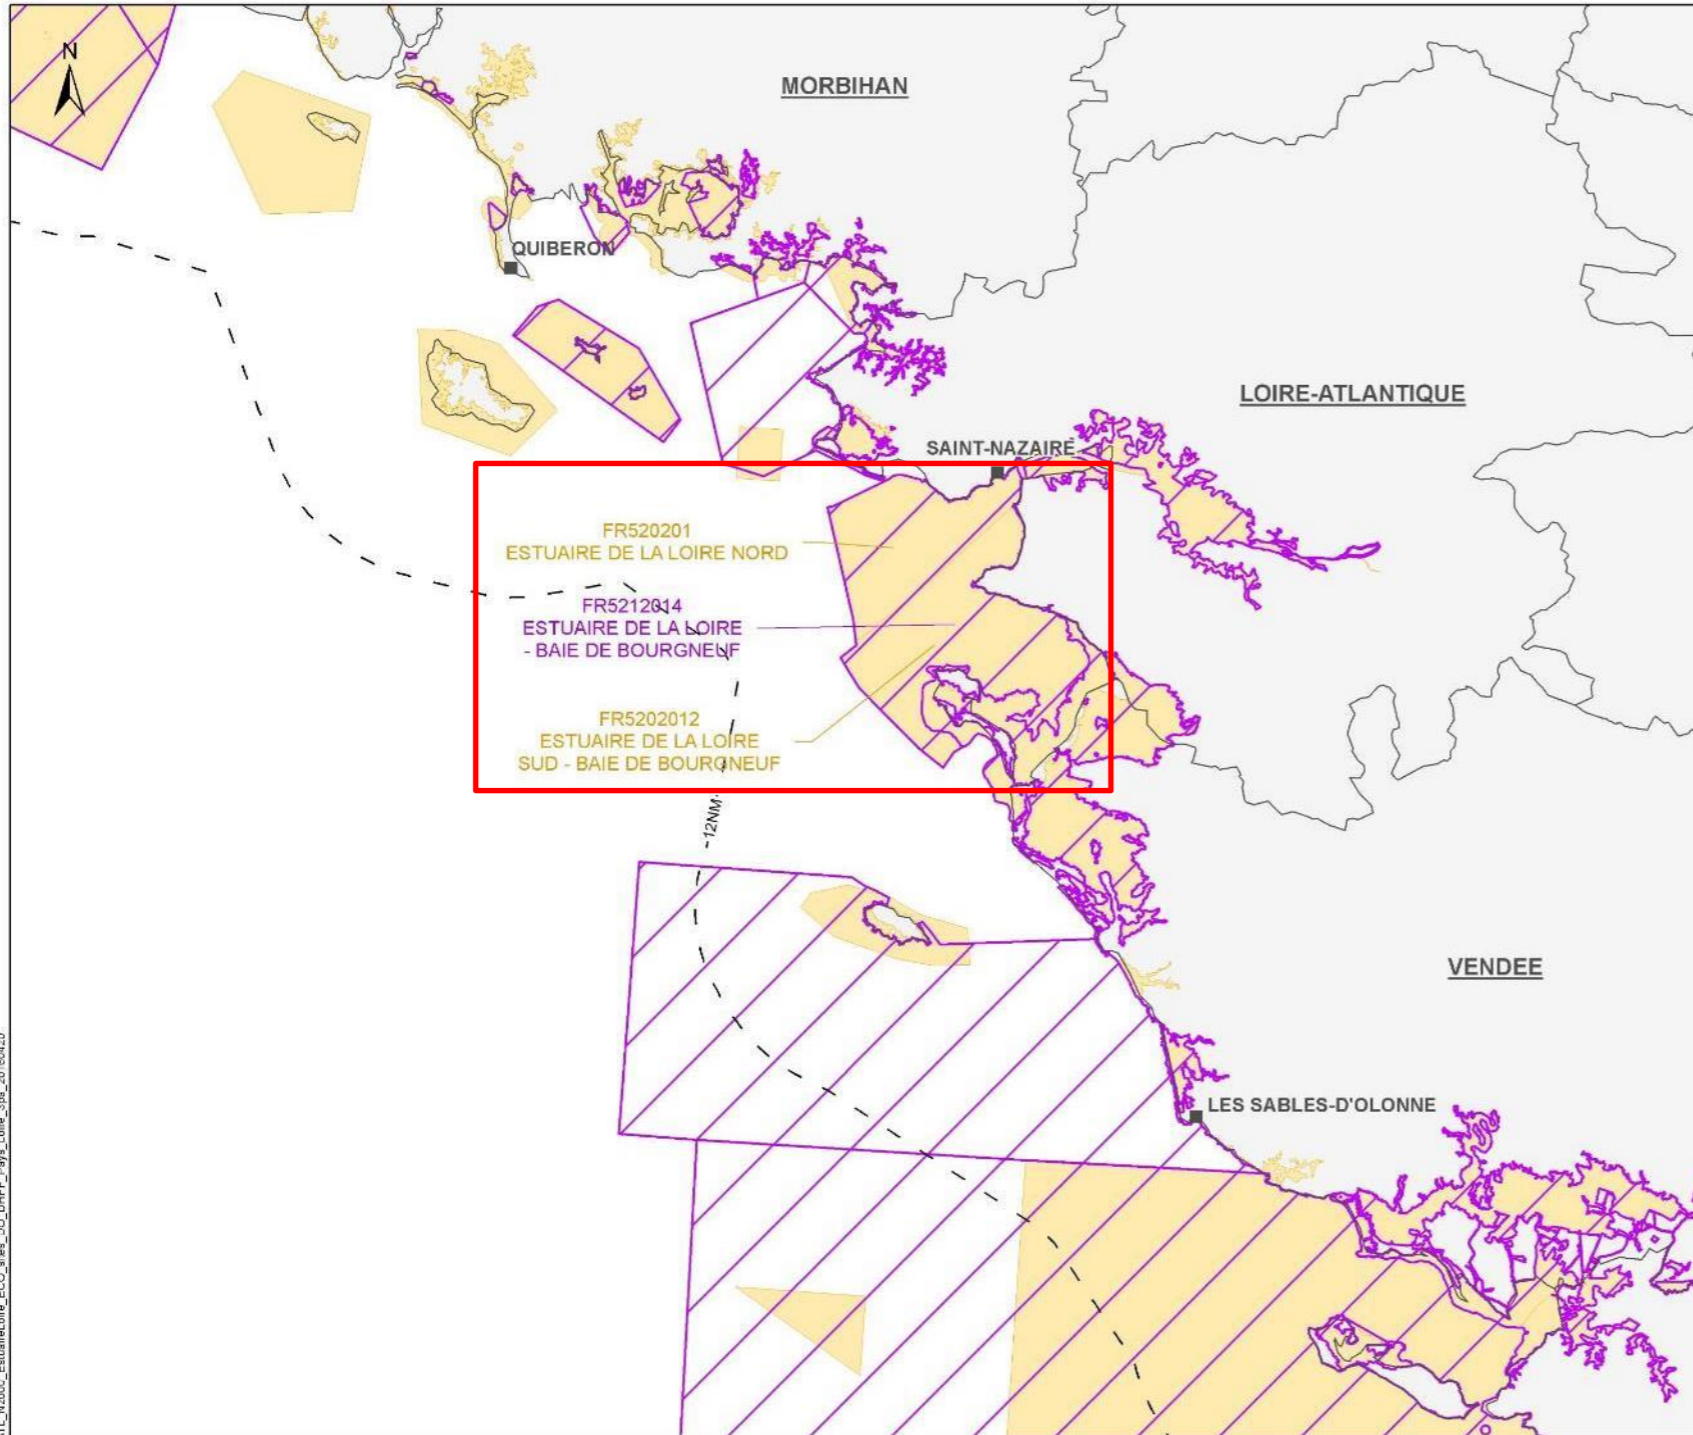 N
MORBIHAN
QUIBERON
LOIRE-ATLANTIQUE
SAINT-NAZAIRE
FR520201
ESTUAIRE DE LA LOIRE NORD
FR5212014
ESTUAIRE DE LA LOIRE
- BAIE DE BOURGNEUF
FR5202012
ESTUAIRE DE LA LOIRE
SUD - BAIE DE BOURGNEUF
12NM
VENDEE
LES SABLES-D'OLONNE